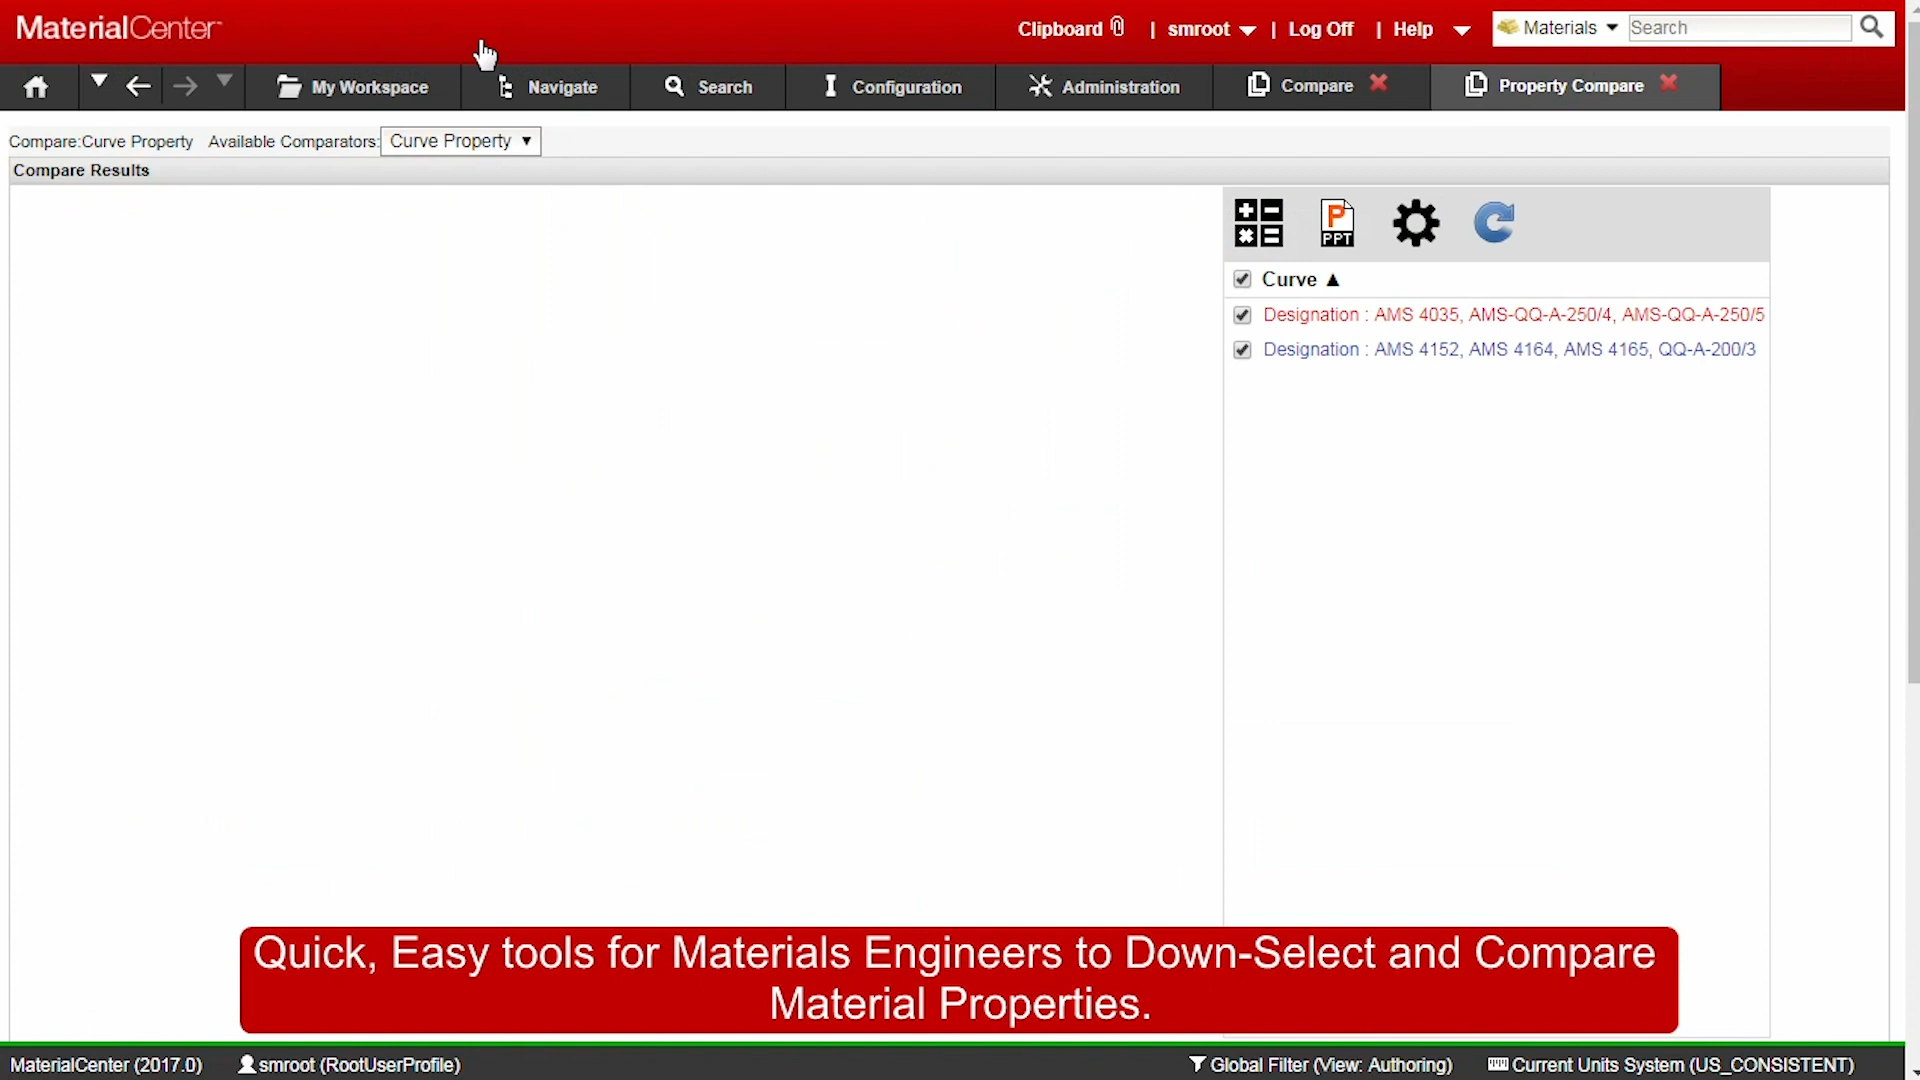 MaterialCenter
Clipboard | smroot | Log Off | Help Materials Search
My Workspace Navigate Search Configuration Administration Compare Property Compare
Compare:Curve Property Available Comparators: Curve Property
Compare Results
P
PPT
Curve ▲
Designation : AMS 4035, AMS-QQ-A-250/4, AMS-QQ-A-250/5
Designation : AMS 4152, AMS 4164, AMS 4165, QQ-A-200/3
Quick, Easy tools for Materials Engineers to Down-Select and Compare
Material Properties.
MaterialCenter (2017.0) smroot (RootUserProfile) Global Filter (View: Authoring) Current Units System (US_CONSISTENT)